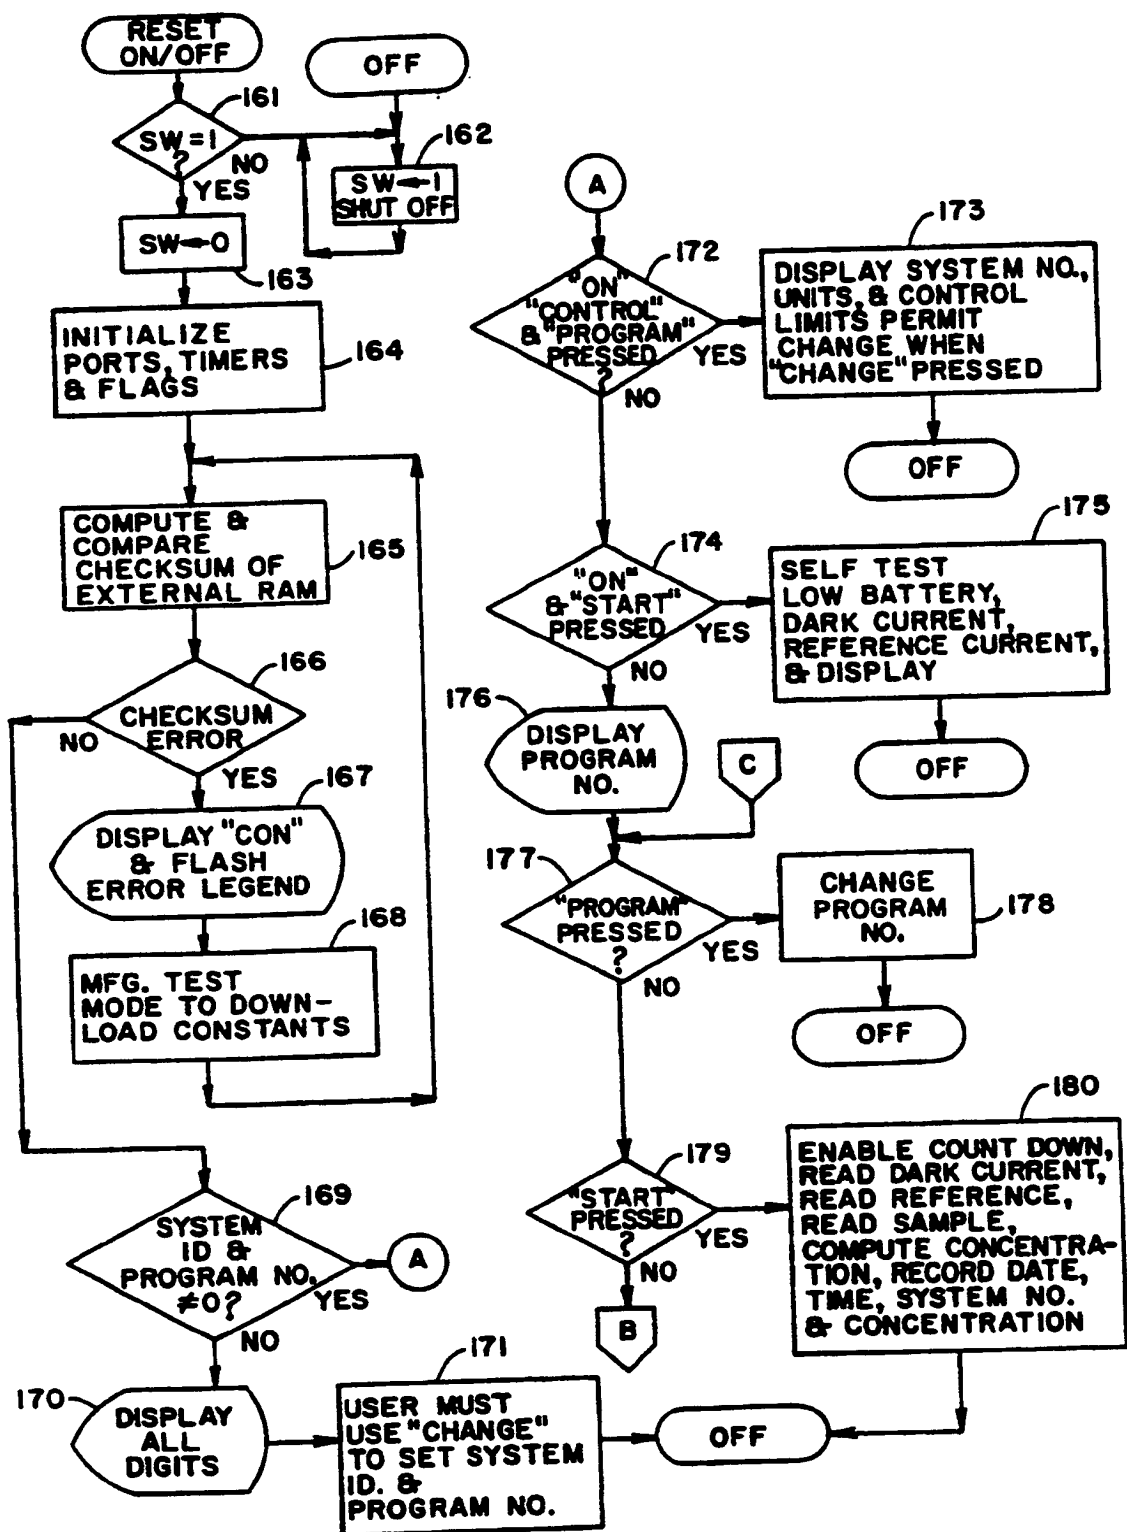 RESET
ON/OFF
OFF
161
SW=1
?
NO
YES
162
SW←1
SHUT OFF
SW←0
163
INITIALIZE
PORTS, TIMERS
& FLAGS
164
COMPUTE &
COMPARE
CHECKSUM OF
EXTERNAL RAM
165
166
CHECKSUM
ERROR
NO
YES
167
DISPLAY "CON"
& FLASH
ERROR LEGEND
168
MFG. TEST
MODE TO DOWN-
LOAD CONSTANTS
169
SYSTEM
ID &
PROGRAM NO.
≠0?
YES
A
NO
170
DISPLAY
ALL
DIGITS
171
USER MUST
USE "CHANGE"
TO SET SYSTEM
ID. &
PROGRAM NO.
OFF
A
172
"ON"
"CONTROL"
& "PROGRAM"
PRESSED
?
YES
NO
173
DISPLAY SYSTEM NO.,
UNITS, & CONTROL
LIMITS PERMIT
CHANGE WHEN
"CHANGE" PRESSED
OFF
174
"ON"
& "START"
PRESSED
YES
NO
175
SELF TEST
LOW BATTERY,
DARK CURRENT,
REFERENCE CURRENT,
& DISPLAY
OFF
176
DISPLAY
PROGRAM
NO.
C
177
"PROGRAM"
PRESSED
?
YES
NO
CHANGE
PROGRAM
NO.
178
OFF
179
"START"
PRESSED
?
YES
NO
B
180
ENABLE COUNT DOWN,
READ DARK CURRENT,
READ REFERENCE,
READ SAMPLE,
COMPUTE CONCENTRA-
TION, RECORD DATE,
TIME, SYSTEM NO.
& CONCENTRATION